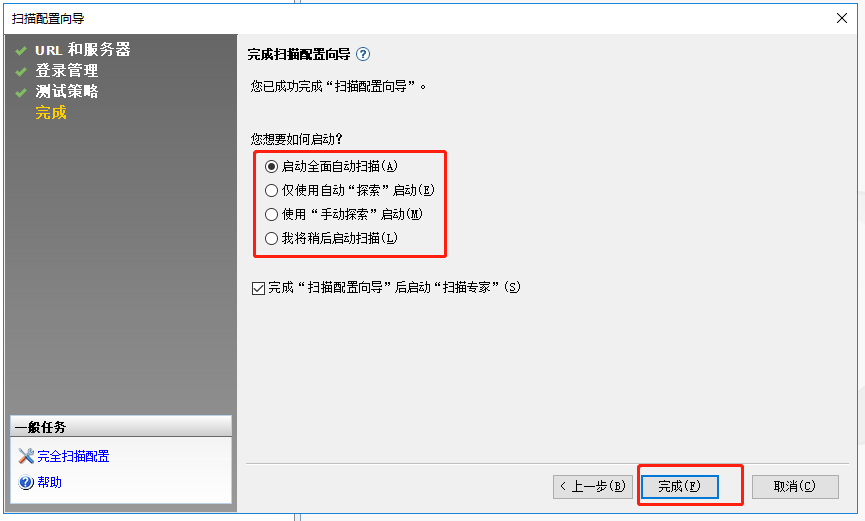 扫描配置向导
URL 和服务器
登录管理
测试策略
完成
完成扫描配置向导
您已成功完成“扫描配置向导”。
您想要如何启动?
启动全面自动扫描(A)
仅使用自动“探索”启动(E)
使用“手动探索”启动(M)
我将稍后启动扫描(L)
完成“扫描配置向导”后启动“扫描专家”(S)
一般任务
完全扫描配置
帮助
< 上一步(B)
完成(F)
取消(C)